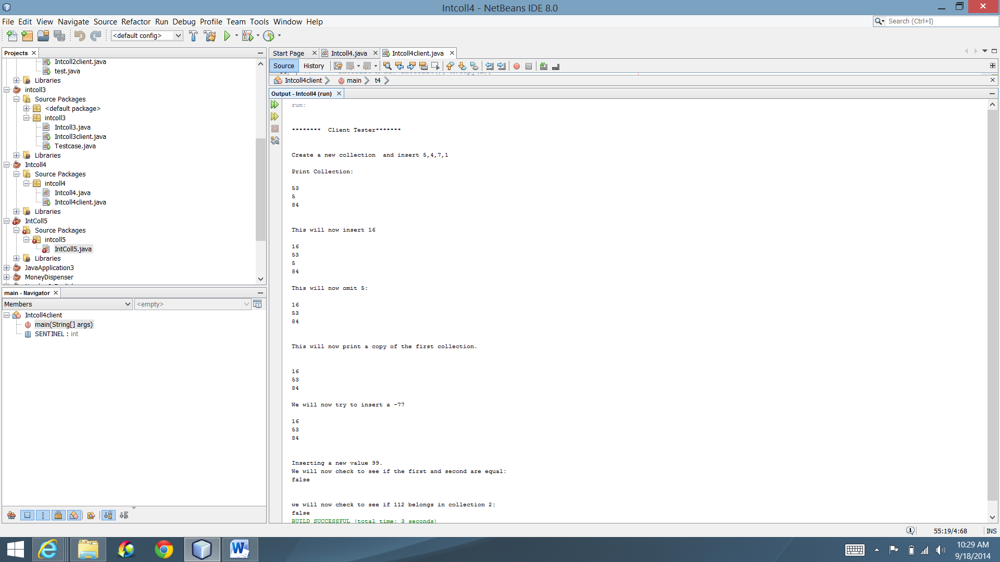 Intcoll4 - NetBeans IDE 8.0
File Edit View Navigate Source Refactor Run Debug Profile Team Tools Window Help
Search (Ctrl+I)
<default config>
Projects
Intcoll2client.java
test.java
Libraries
intcoll3
Source Packages
<default package>
intcoll3
Intcoll3.java
Intcoll3client.java
Testcase.java
Libraries
Intcoll4
Source Packages
intcoll4
Intcoll4.java
Intcoll4client.java
Libraries
IntColl5
Source Packages
intcoll5
IntColl5.java
Libraries
JavaApplication3
MoneyDispenser
main - Navigator
Members
<empty>
Intcoll4client
main(String[] args)
SENTINEL : int
Start Page
Intcoll4.java
Intcoll4client.java
Source History
Intcoll4client main t4
Output - Intcoll4 (run)
run:
******** Client Tester*******
Create a new collection and insert 5,4,7,1
Print Collection:
53
5
84
This will now insert 16
16
53
5
84
This will now omit 5:
16
53
84
This will now print a copy of the first collection.
16
53
84
We will now try to insert a -77
16
53
84
Inserting a new value 99.
We will now check to see if the first and second are equal:
false
we will now check to see if 112 belongs in collection 2:
false
BUILD SUCCESSFUL (total time: 3 seconds)
55:19/4:68 INS
10:29 AM
9/18/2014